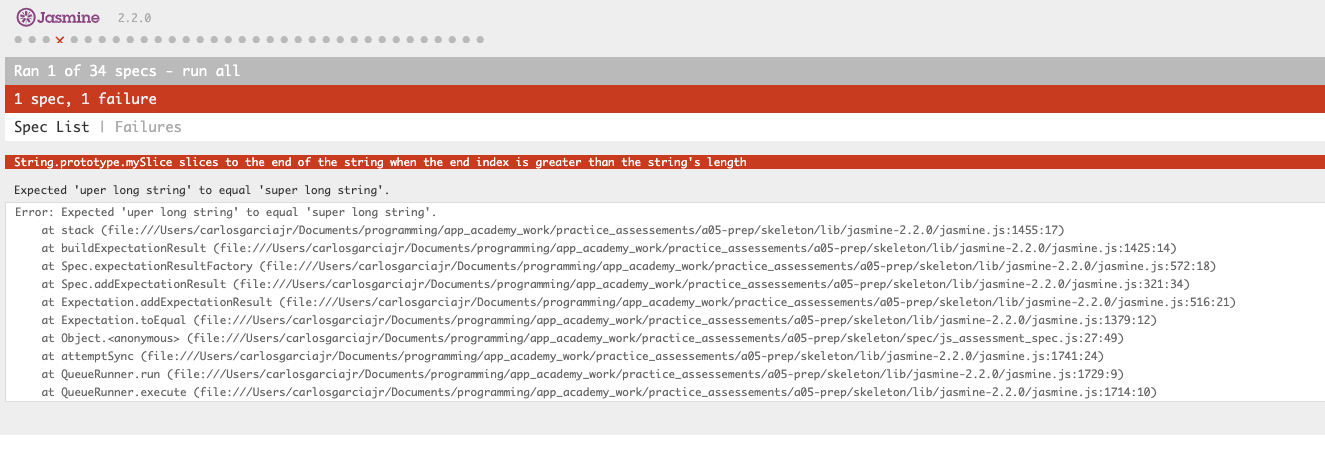 Jasmine 2.2.0
Ran 1 of 34 specs - run all
1 spec, 1 failure
Spec List | Failures
String.prototype.mySlice slices to the end of the string when the end index is greater than the string's length
Expected 'uper long string' to equal 'super long string'.
Error: Expected 'uper long string' to equal 'super long string'.
at stack (file:///Users/carlosgarciajr/Documents/programming/app_academy_work/practice_assessements/a05-prep/skeleton/lib/jasmine-2.2.0/jasmine.js:1455:17)
at buildExpectationResult (file:///Users/carlosgarciajr/Documents/programming/app_academy_work/practice_assessements/a05-prep/skeleton/lib/jasmine-2.2.0/jasmine.js:1425:14)
at Spec.expectationResultFactory (file:///Users/carlosgarciajr/Documents/programming/app_academy_work/practice_assessements/a05-prep/skeleton/lib/jasmine-2.2.0/jasmine.js:572:18)
at Spec.addExpectationResult (file:///Users/carlosgarciajr/Documents/programming/app_academy_work/practice_assessements/a05-prep/skeleton/lib/jasmine-2.2.0/jasmine.js:321:34)
at Expectation.addExpectationResult (file:///Users/carlosgarciajr/Documents/programming/app_academy_work/practice_assessements/a05-prep/skeleton/lib/jasmine-2.2.0/jasmine.js:516:21)
at Expectation.toEqual (file:///Users/carlosgarciajr/Documents/programming/app_academy_work/practice_assessements/a05-prep/skeleton/lib/jasmine-2.2.0/jasmine.js:1379:12)
at Object.<anonymous> (file:///Users/carlosgarciajr/Documents/programming/app_academy_work/practice_assessements/a05-prep/skeleton/spec/js_assessment_spec.js:27:49)
at attemptSync (file:///Users/carlosgarciajr/Documents/programming/app_academy_work/practice_assessements/a05-prep/skeleton/lib/jasmine-2.2.0/jasmine.js:1741:24)
at QueueRunner.run (file:///Users/carlosgarciajr/Documents/programming/app_academy_work/practice_assessements/a05-prep/skeleton/lib/jasmine-2.2.0/jasmine.js:1729:9)
at QueueRunner.execute (file:///Users/carlosgarciajr/Documents/programming/app_academy_work/practice_assessements/a05-prep/skeleton/lib/jasmine-2.2.0/jasmine.js:1714:10)